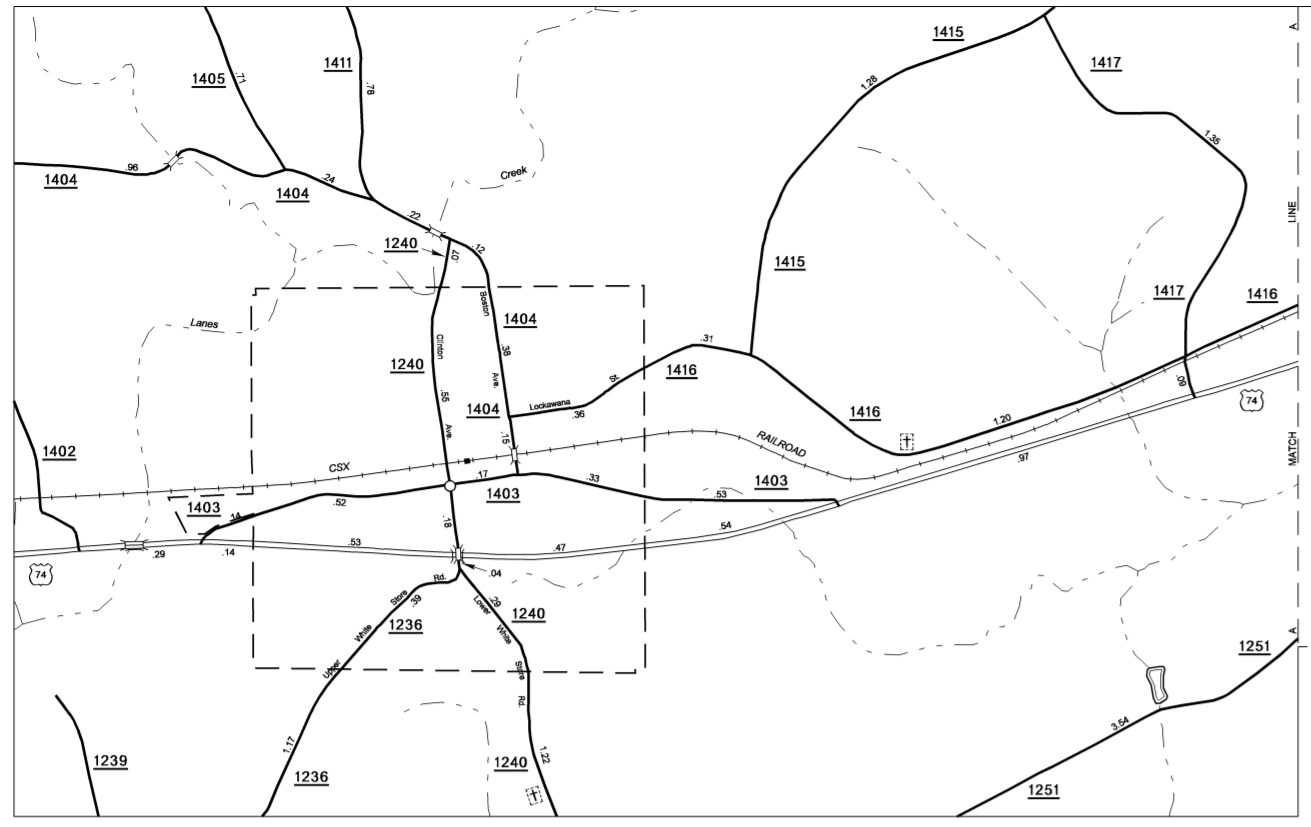 1415
A
1405
.71
1411
.78
1417
1.28
1.35
1404
.96
1404
.24
Creek
.22
LINE
1240
.07
.12
1415
1417
1416
Boston
Lanes
1404
Clinton
.38
1240
.31
1416
Ave.
St.
.09
.55
Lockawana
.36
74
1404
1416
1.20
Ave.
.15
RAILROAD
MATCH
1402
CSX
.97
.17
1403
.33
1403
.53
1403
.14
.52
.18
.54
.53
.47
.29
.14
74
.04
Rd.
Store
.39
.29
Lower
1240
1236
White
White
A
Upper
Store
1251
Rd.
3.54
1.17
1.22
1239
1240
1236
1251